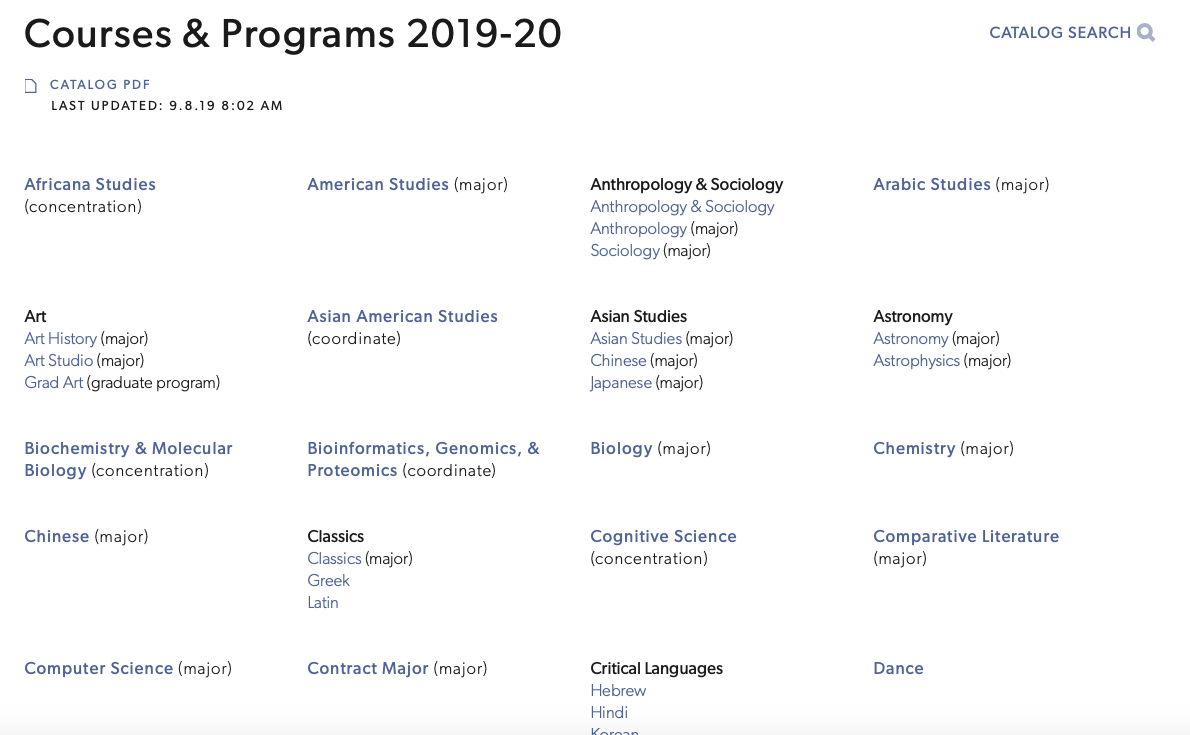 Courses & Programs 2019-20
CATALOG SEARCH
CATALOG PDF
LAST UPDATED: 9.8.19 8:02 AM
Africana Studies
(concentration)
American Studies (major)
Anthropology & Sociology
Anthropology & Sociology
Anthropology (major)
Sociology (major)
Arabic Studies (major)
Art
Art History (major)
Art Studio (major)
Grad Art (graduate program)
Asian American Studies
(coordinate)
Asian Studies
Asian Studies (major)
Chinese (major)
Japanese (major)
Astronomy
Astronomy (major)
Astrophysics (major)
Biochemistry & Molecular
Biology (concentration)
Bioinformatics, Genomics, &
Proteomics (coordinate)
Biology (major)
Chemistry (major)
Chinese (major)
Classics
Classics (major)
Greek
Latin
Cognitive Science
(concentration)
Comparative Literature
(major)
Computer Science (major)
Contract Major (major)
Critical Languages
Hebrew
Hindi
Korean
Dance